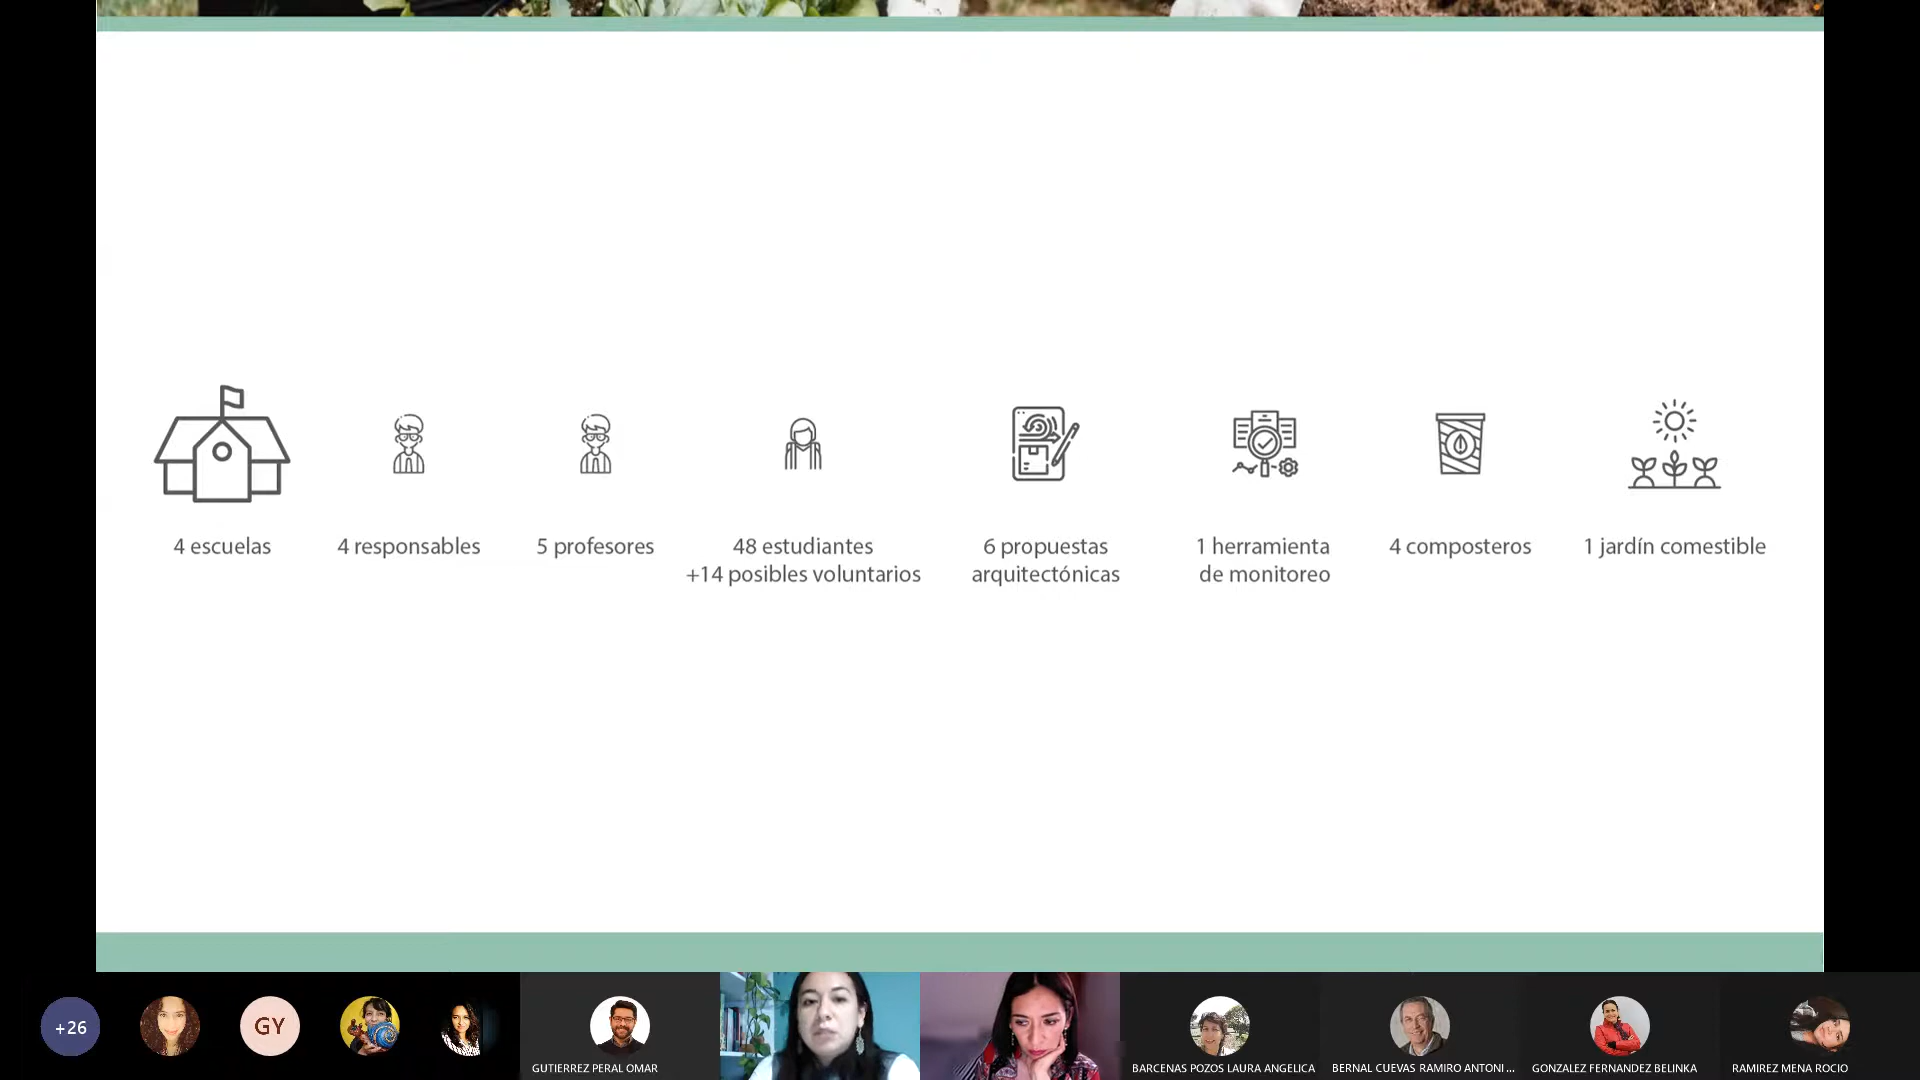 4 escuelas
4 responsables
5 profesores
48 estudiantes
+14 posibles voluntarios
6 propuestas
arquitectónicas
1 herramienta
de monitoreo
4 composteros
1 jardín comestible
+26
GY
GUTIERREZ PERAL OMAR
BARCENAS POZOS LAURA ANGELICA
BERNAL CUEVAS RAMIRO ANTONI ...
GONZALEZ FERNANDEZ BELINKA
RAMIREZ MENA ROCIO